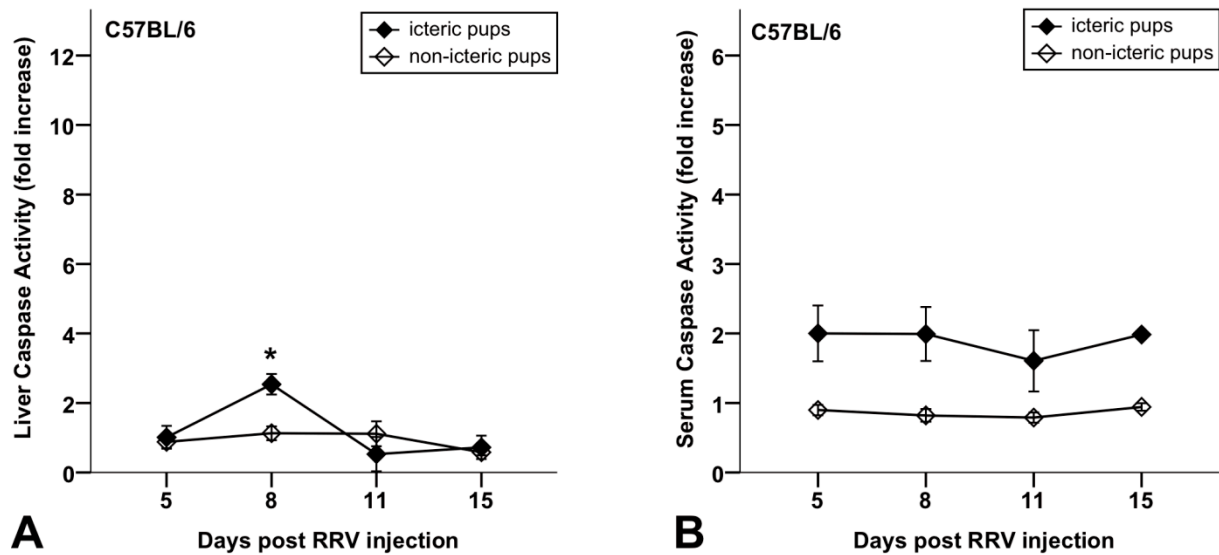 C57BL/6
icteric pups
non-icteric pups
Liver Caspase Activity (fold increase)
12
10
8
6
4
2
0
*
5 8 11 15
Days post RRV injection
A
C57BL/6
icteric pups
non-icteric pups
Serum Caspase Activity (fold increase)
6
5
4
3
2
1
0
5 8 11 15
Days post RRV injection
B